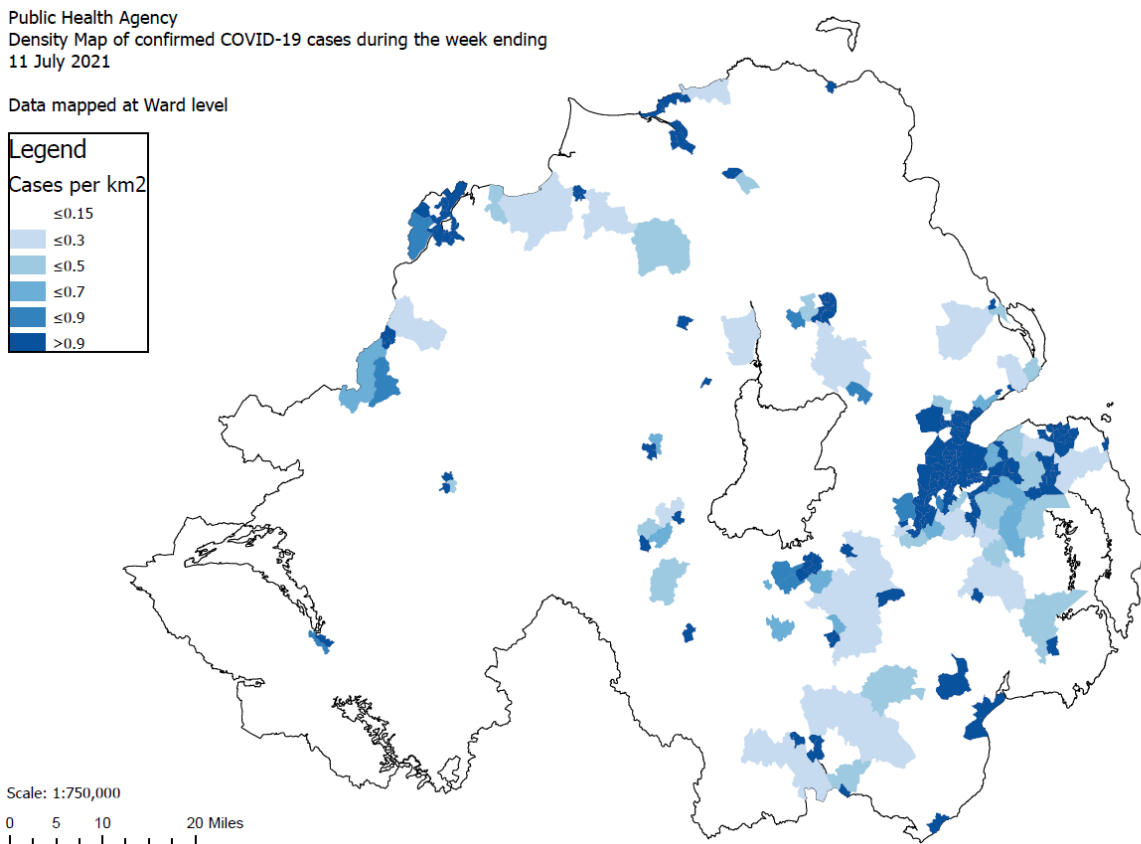 Public Health Agency
Density Map of confirmed COVID-19 cases during the week ending
11 July 2021
Data mapped at Ward level
Legend
Cases per km2
≤0.15
≤0.3
≤0.5
≤0.7
≤0.9
>0.9
Scale: 1:750,000
0 5 10 20 Miles